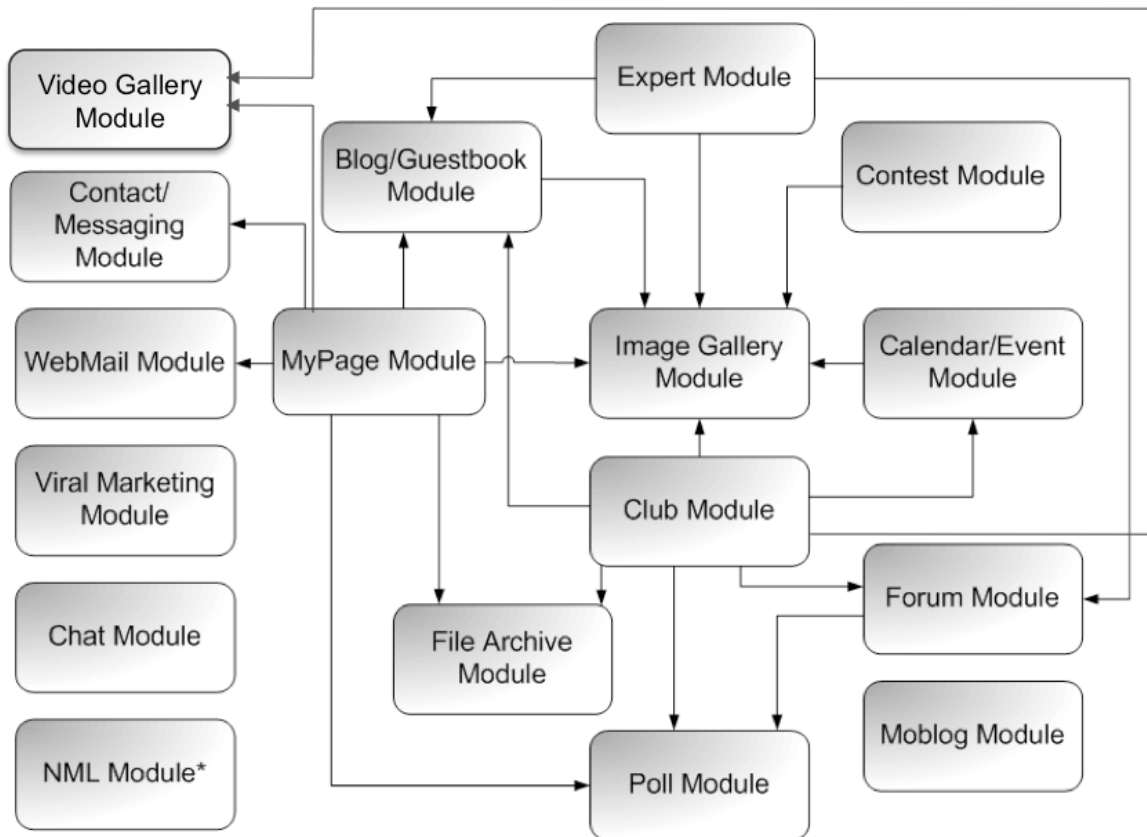 Video Gallery
Module
Expert Module
Blog/Guestbook
Module
Contest Module
Contact/
Messaging
Module
WebMail Module
MyPage Module
Image Gallery
Module
Calendar/Event
Module
Viral Marketing
Module
Club Module
Chat Module
File Archive
Module
Forum Module
NML Module*
Poll Module
Moblog Module